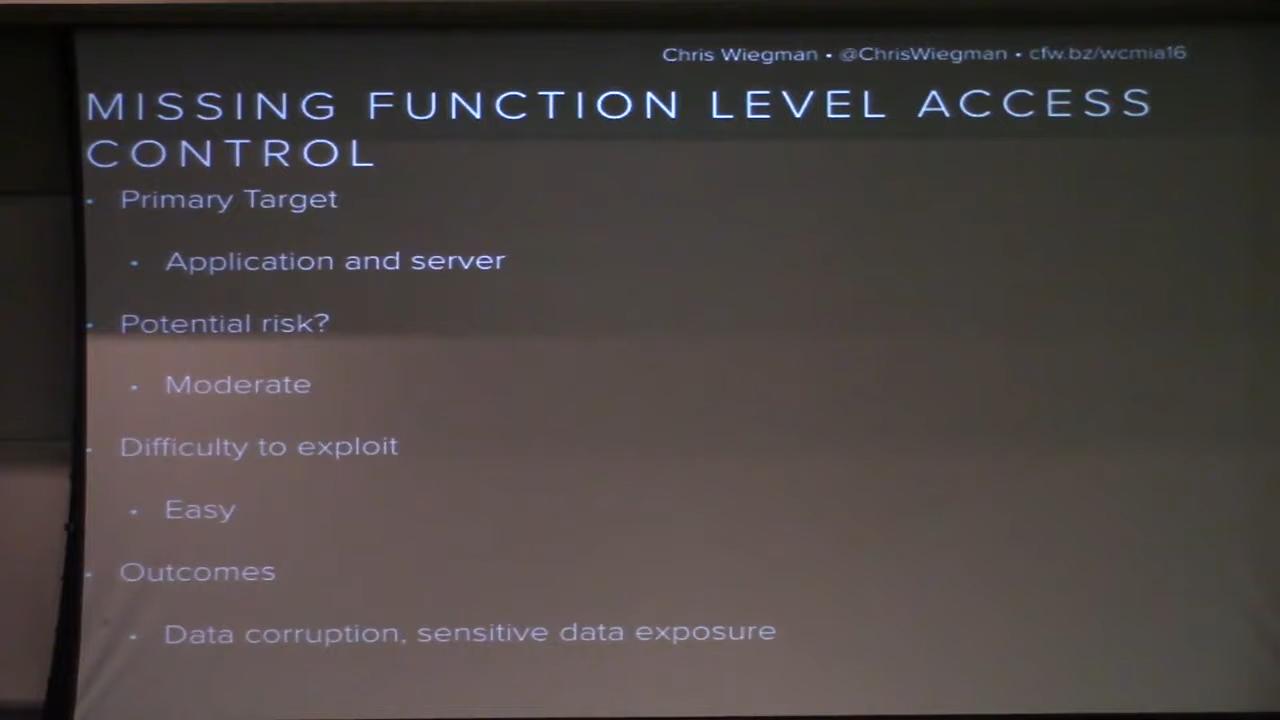 Chris Wiegman • @ChrisWiegman • cfw.bz/wcmia16
MISSING FUNCTION LEVEL ACCESS
CONTROL
• Primary Target
• Application and server
• Potential risk?
• Moderate
• Difficulty to exploit
• Easy
• Outcomes
• Data corruption, sensitive data exposure